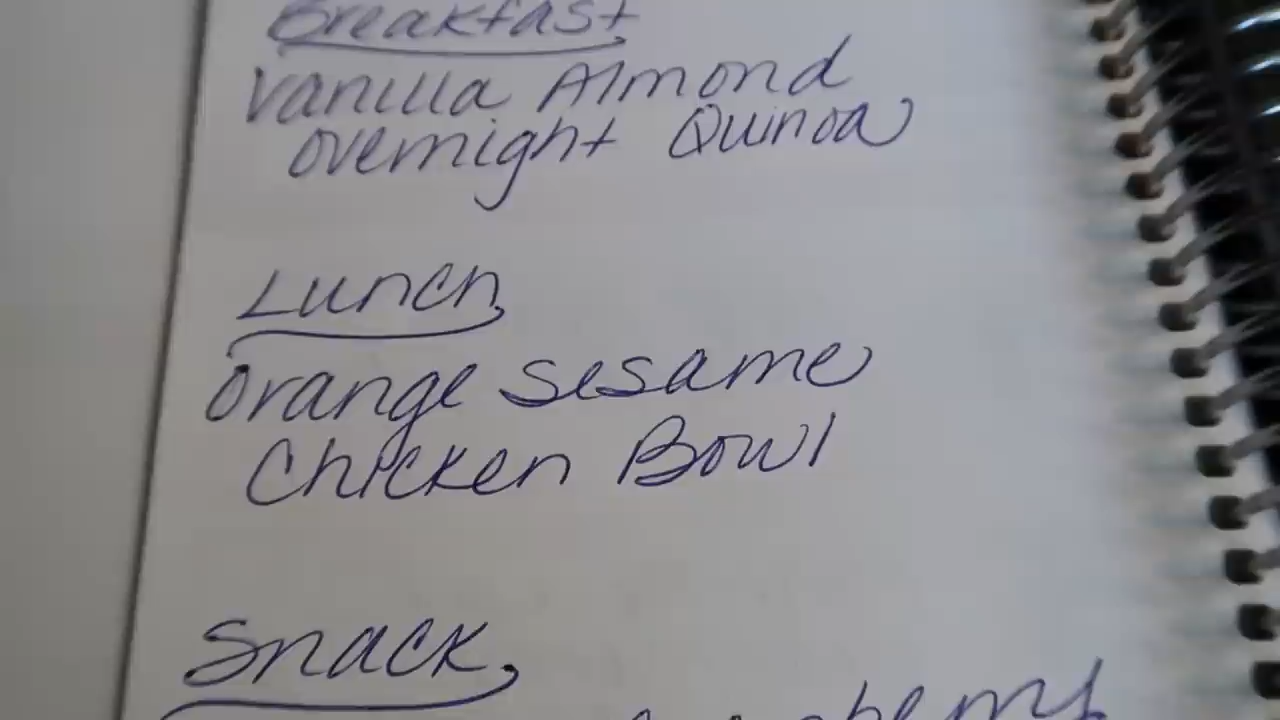 Breakfast
Vanilla Almond
overnight Quinoa
Lunch
Orange Sesame
Chicken Bowl
Snack